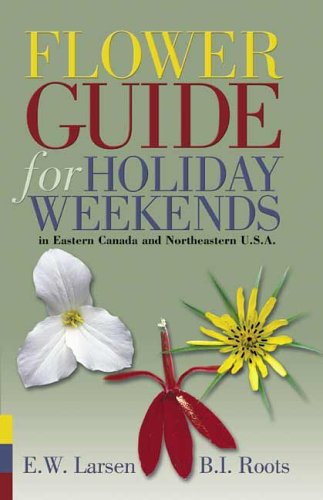 FLOWER
GUIDE
for HOLIDAY
WEEKENDS
in Eastern Canada and Northeastern U.S.A.
E.W. Larsen B.I. Roots